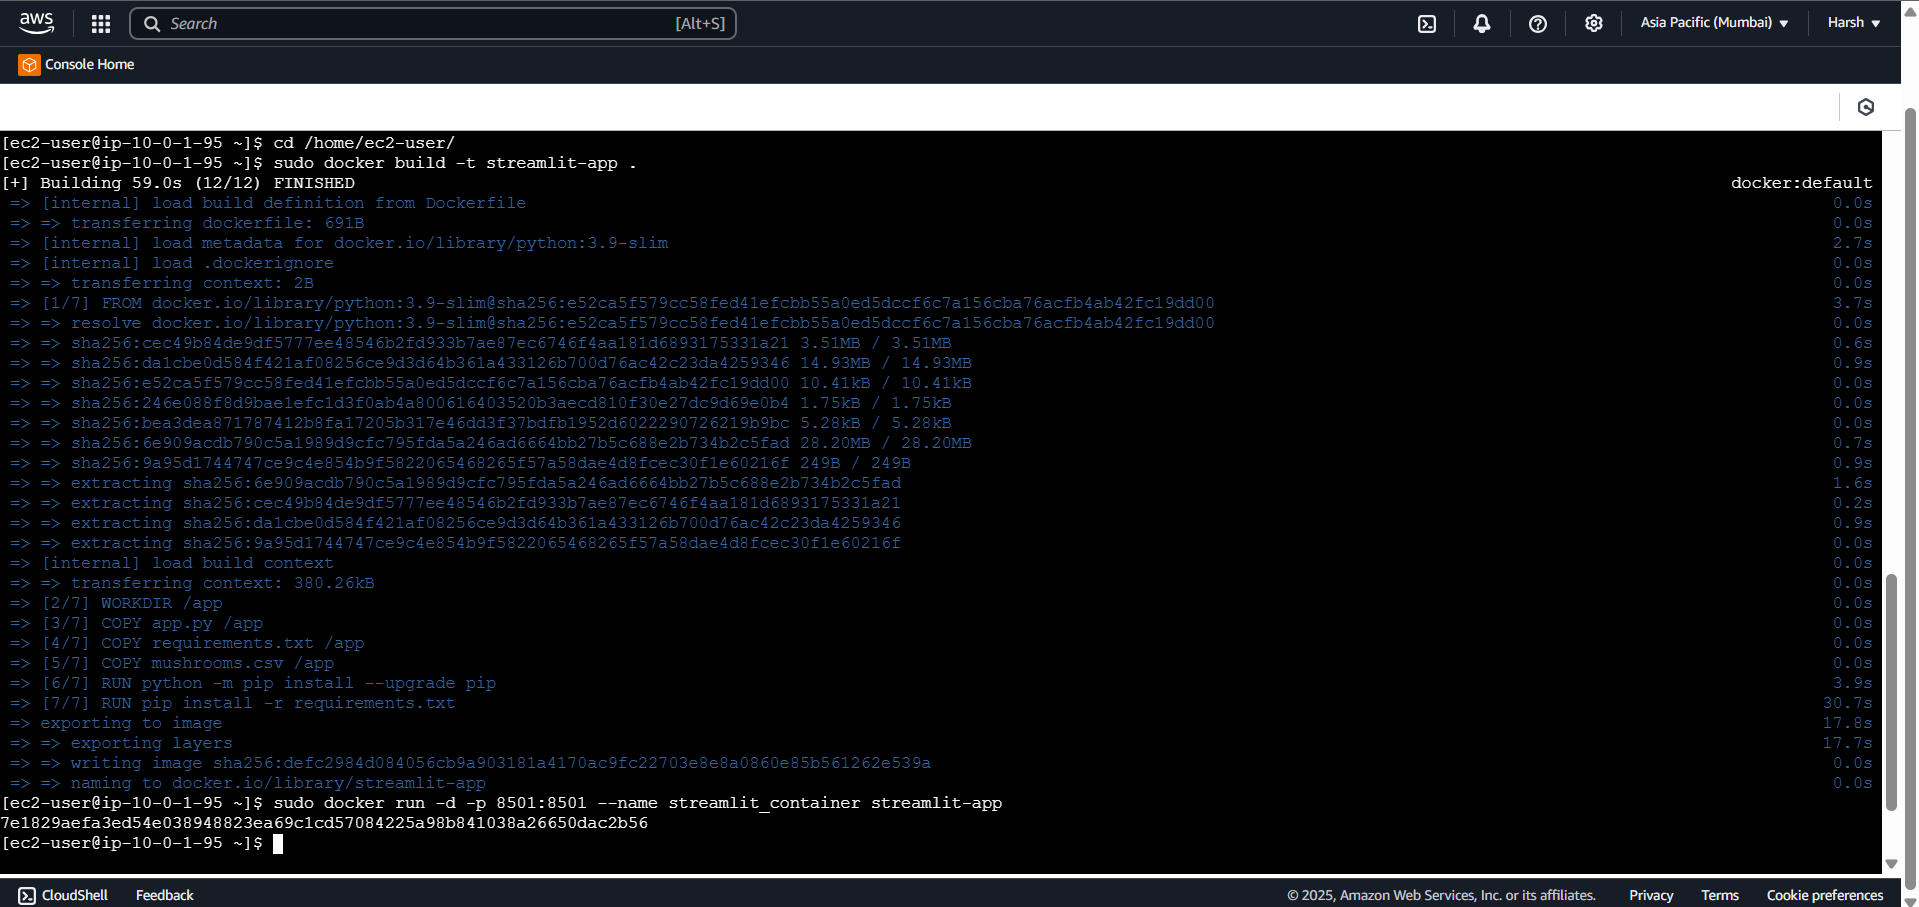 aws
Search [Alt+S]
Asia Pacific (Mumbai)
Harsh
Console Home
[ec2-user@ip-10-0-1-95 ~]$ cd /home/ec2-user/
[ec2-user@ip-10-0-1-95 ~]$ sudo docker build -t streamlit-app .
[+] Building 59.0s (12/12) FINISHED docker:default
=> [internal] load build definition from Dockerfile 0.0s
=> => transferring dockerfile: 691B 0.0s
=> [internal] load metadata for docker.io/library/python:3.9-slim 2.7s
=> [internal] load .dockerignore 0.0s
=> => transferring context: 2B 0.0s
=> [1/7] FROM docker.io/library/python:3.9-slim@sha256:e52ca5f579cc58fed41efcbb55a0ed5dccf6c7a156cba76acfb4ab42fc19dd00 3.7s
=> => resolve docker.io/library/python:3.9-slim@sha256:e52ca5f579cc58fed41efcbb55a0ed5dccf6c7a156cba76acfb4ab42fc19dd00 0.0s
=> => sha256:cec49b84de9df5777ee48546b2fd933b7ae87ec6746f4aa181d6893175331a21 3.51MB / 3.51MB 0.6s
=> => sha256:da1cbe0d584f421af08256ce9d3d64b361a433126b700d76ac42c23da4259346 14.93MB / 14.93MB 0.9s
=> => sha256:e52ca5f579cc58fed41efcbb55a0ed5dccf6c7a156cba76acfb4ab42fc19dd00 10.41kB / 10.41kB 0.0s
=> => sha256:246e088f8d9bae1efc1d3f0ab4a800616403520b3aecd810f30e27dc9d69e0b4 1.75kB / 1.75kB 0.0s
=> => sha256:bea3dea871787412b8fa17205b317e46dd3f37bdfb1952d6022290726219b9bc 5.28kB / 5.28kB 0.0s
=> => sha256:6e909acdb790c5a1989d9cfc795fda5a246ad6664bb27b5c688e2b734b2c5fad 28.20MB / 28.20MB 0.7s
=> => sha256:9a95d1744747ce9c4e854b9f5822065468265f57a58dae4d8fcec30f1e60216f 249B / 249B 0.9s
=> => extracting sha256:6e909acdb790c5a1989d9cfc795fda5a246ad6664bb27b5c688e2b734b2c5fad 1.6s
=> => extracting sha256:cec49b84de9df5777ee48546b2fd933b7ae87ec6746f4aa181d6893175331a21 0.2s
=> => extracting sha256:da1cbe0d584f421af08256ce9d3d64b361a433126b700d76ac42c23da4259346 0.9s
=> => extracting sha256:9a95d1744747ce9c4e854b9f5822065468265f57a58dae4d8fcec30f1e60216f 0.0s
=> [internal] load build context 0.0s
=> => transferring context: 380.26kB 0.0s
=> [2/7] WORKDIR /app 0.0s
=> [3/7] COPY app.py /app 0.0s
=> [4/7] COPY requirements.txt /app 0.0s
=> [5/7] COPY mushrooms.csv /app 0.0s
=> [6/7] RUN python -m pip install --upgrade pip 3.9s
=> [7/7] RUN pip install -r requirements.txt 30.7s
=> exporting to image 17.8s
=> => exporting layers 17.7s
=> => writing image sha256:defc2984d084056cb9a903181a4170ac9fc22703e8e8a0860e85b561262e539a 0.0s
=> => naming to docker.io/library/streamlit-app 0.0s
[ec2-user@ip-10-0-1-95 ~]$ sudo docker run -d -p 8501:8501 --name streamlit_container streamlit-app
7e1829aefa3ed54e038948823ea69c1cd57084225a98b841038a26650dac2b56
[ec2-user@ip-10-0-1-95 ~]$
CloudShell Feedback © 2025, Amazon Web Services, Inc. or its affiliates. Privacy Terms Cookie preferences